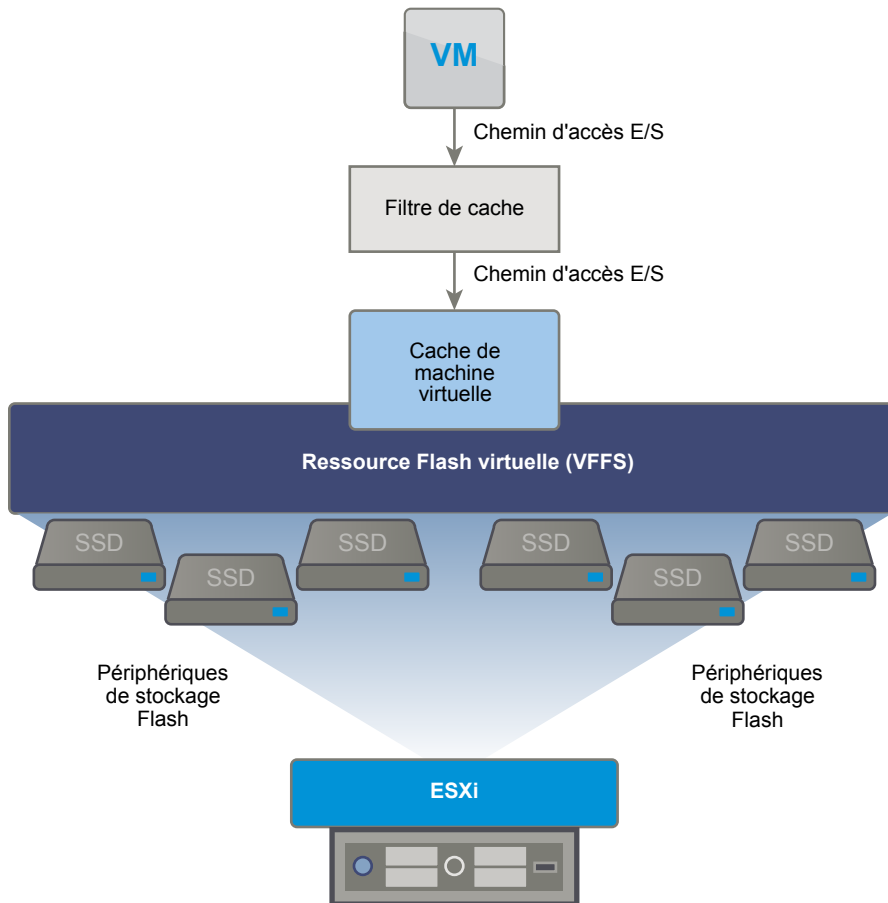 VM
Chemin d'accès E/S
Filtre de cache
Chemin d'accès E/S
Cache de
machine
virtuelle
Ressource Flash virtuelle (VFFS)
SSD
SSD
SSD
SSD
SSD
SSD
Périphériques
de stockage
Flash
Périphériques
de stockage
Flash
ESXi